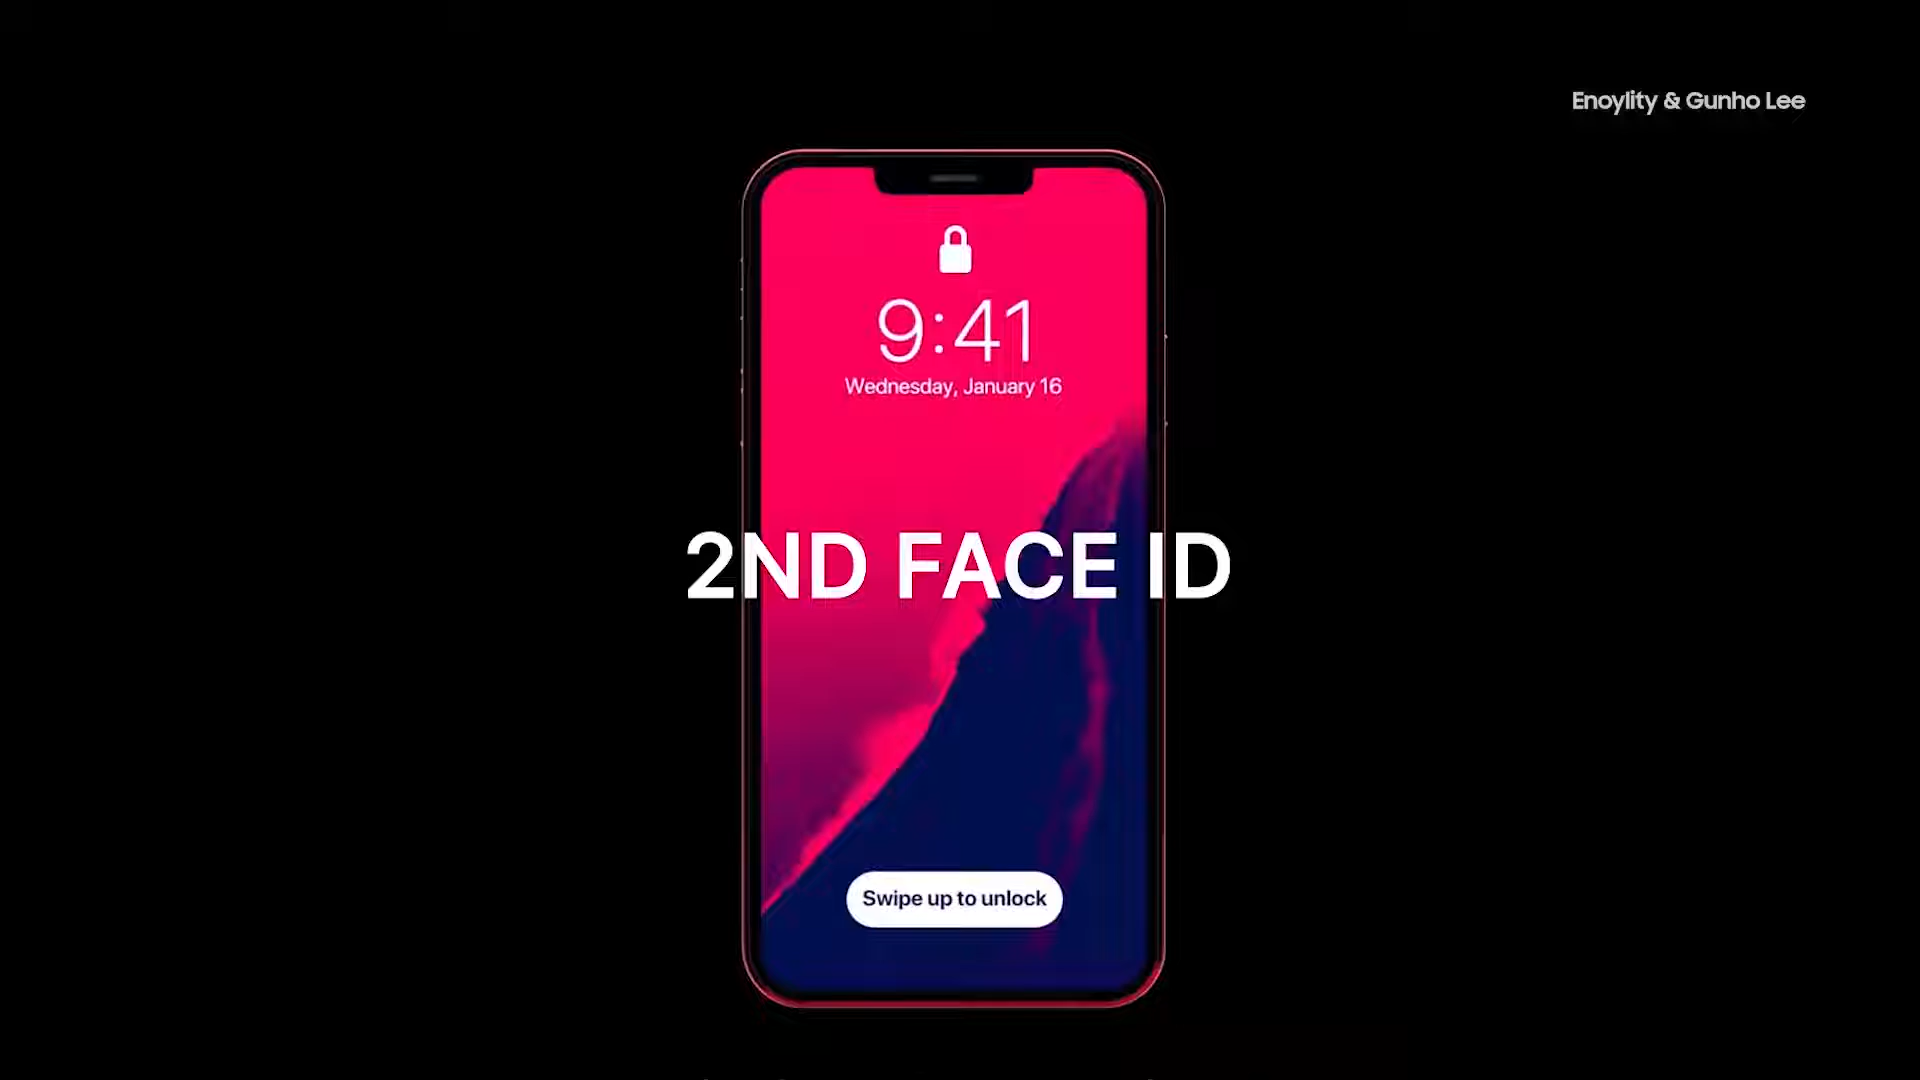 Enoylity & Gunho Lee
9:41
Wednesday, January 16
2ND FACE ID
Swipe up to unlock